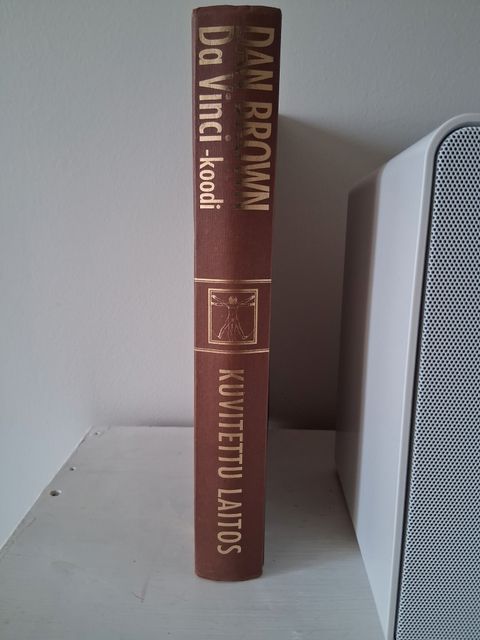 DAN BROWN
Da Vinci -koodi
KUVITETTU LAITOS